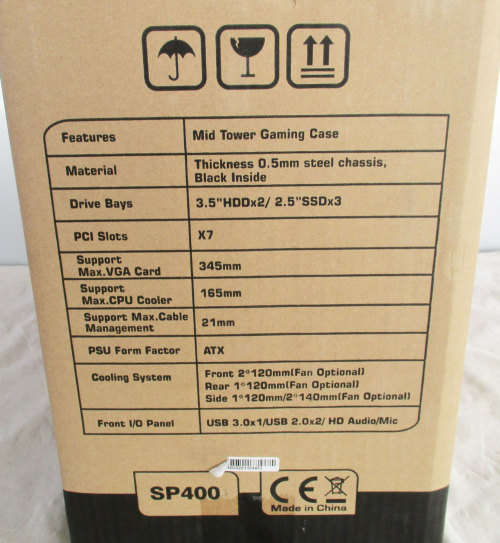 Features Mid Tower Gaming Case
Material Thickness 0.5mm steel chassis,
Black Inside
Drive Bays 3.5"HDDx2/ 2.5"SSDx3
PCI Slots X7
Support
Max.VGA Card 345mm
Support
Max.CPU Cooler 165mm
Support Max.Cable
Management 21mm
PSU Form Factor ATX
Cooling System Front 2*120mm(Fan Optional)
Rear 1*120mm(Fan Optional)
Side 1*120mm/2*140mm(Fan Optional)
Front I/O Panel USB 3.0x1/USB 2.0x2/ HD Audio/Mic
SP400
CE
Made in China